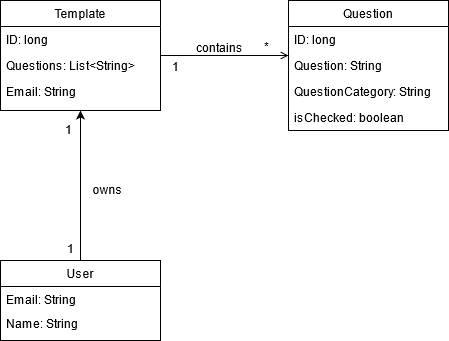 Template
ID: long
Questions: List<String>
Email: String
contains
1
*
Question
ID: long
Question: String
QuestionCategory: String
isChecked: boolean
1
owns
1
User
Email: String
Name: String